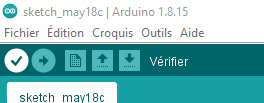 sketch_may18c | Arduino 1.8.15
Fichier Édition Croquis Outils Aide
Vérifier
sketch_may18c